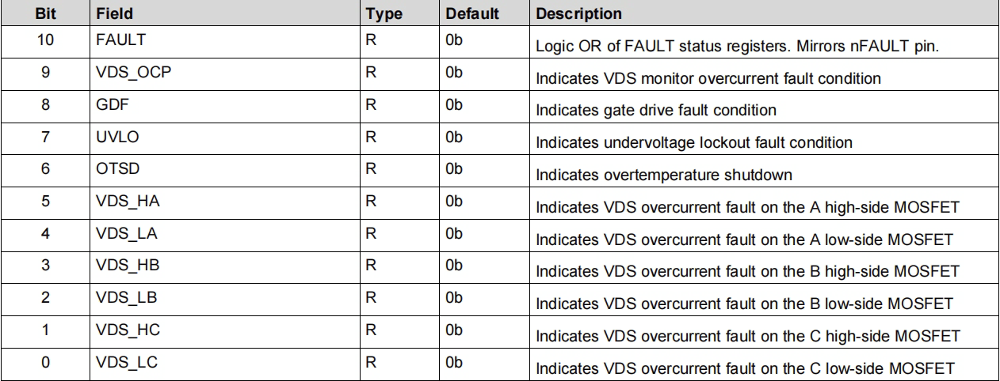 Bit Field Type Default Description
10 FAULT R 0b Logic OR of FAULT status registers. Mirrors nFAULT pin.
9 VDS_OCP R 0b Indicates VDS monitor overcurrent fault condition
8 GDF R 0b Indicates gate drive fault condition
7 UVLO R 0b Indicates undervoltage lockout fault condition
6 OTSD R 0b Indicates overtemperature shutdown
5 VDS_HA R 0b Indicates VDS overcurrent fault on the A high-side MOSFET
4 VDS_LA R 0b Indicates VDS overcurrent fault on the A low-side MOSFET
3 VDS_HB R 0b Indicates VDS overcurrent fault on the B high-side MOSFET
2 VDS_LB R 0b Indicates VDS overcurrent fault on the B low-side MOSFET
1 VDS_HC R 0b Indicates VDS overcurrent fault on the C high-side MOSFET
0 VDS_LC R 0b Indicates VDS overcurrent fault on the C low-side MOSFET